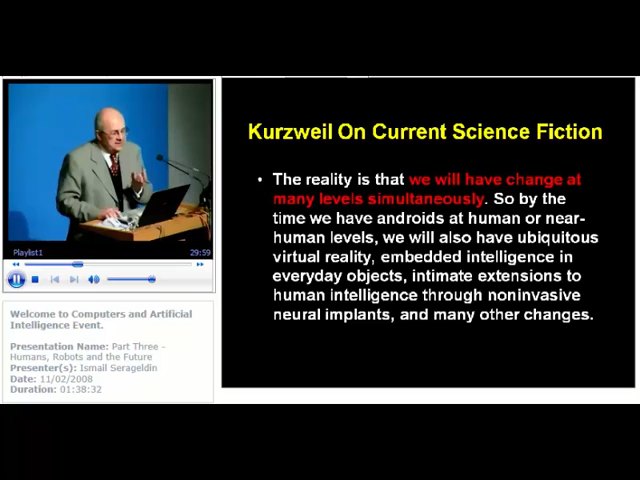 Kurzweil On Current Science Fiction
• The reality is that we will have change at
many levels simultaneously. So by the
time we have androids at human or near-
human levels, we will also have ubiquitous
virtual reality, embedded intelligence in
everyday objects, intimate extensions to
human intelligence through noninvasive
neural implants, and many other changes.
Playlist1 29:59
Welcome to Computers and Artificial
Intelligence Event.
Presentation Name: Part Three -
Humans, Robots and the Future
Presenter(s): Ismail Serageldin
Date: 11/02/2008
Duration: 01:38:32